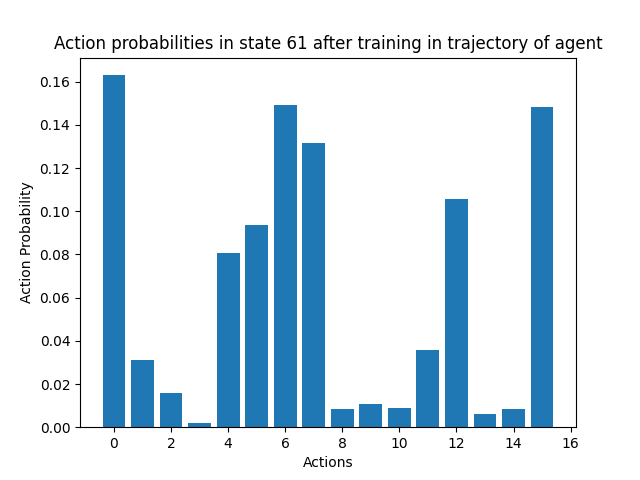 Action probabilities in state 61 after training in trajectory of agent
0.16
0.14
0.12
0.10
0.08
0.06
0.04
0.02
0.00
Action Probability
0 2 4 6 8 10 12 14 16
Actions